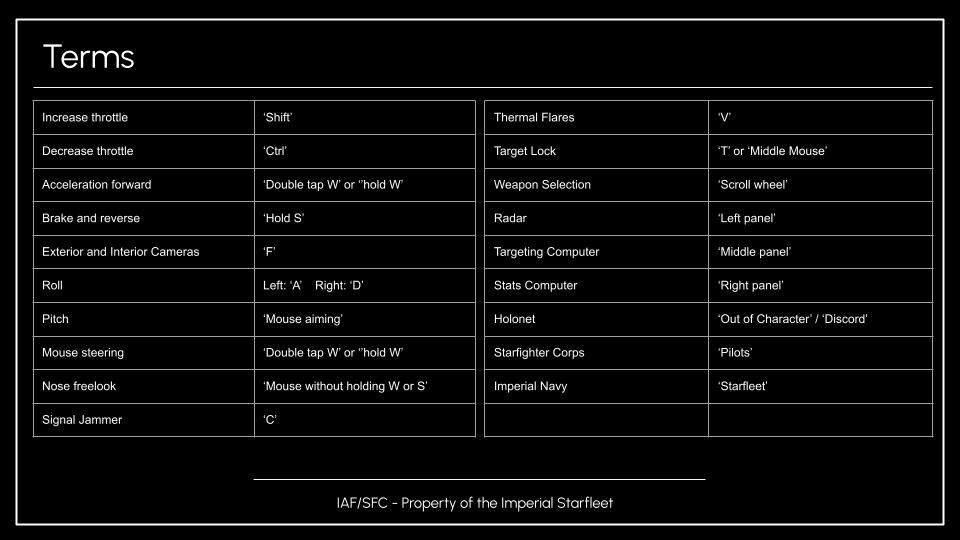 Terms
Increase throttle ‘Shift’
Decrease throttle ‘Ctrl’
Acceleration forward ‘Double tap W’ or ‘’hold W’
Brake and reverse ‘Hold S’
Exterior and Interior Cameras ‘F’
Roll Left: ‘A’ Right: ‘D’
Pitch ‘Mouse aiming’
Mouse steering ‘Double tap W’ or ‘’hold W’
Nose freelook ‘Mouse without holding W or S’
Signal Jammer ‘C’
Thermal Flares ‘V’
Target Lock ‘T’ or ‘Middle Mouse’
Weapon Selection ‘Scroll wheel’
Radar ‘Left panel’
Targeting Computer ‘Middle panel’
Stats Computer ‘Right panel’
Holonet ‘Out of Character’ / ‘Discord’
Starfighter Corps ‘Pilots’
Imperial Navy ‘Starfleet’
IAF/SFC - Property of the Imperial Starfleet